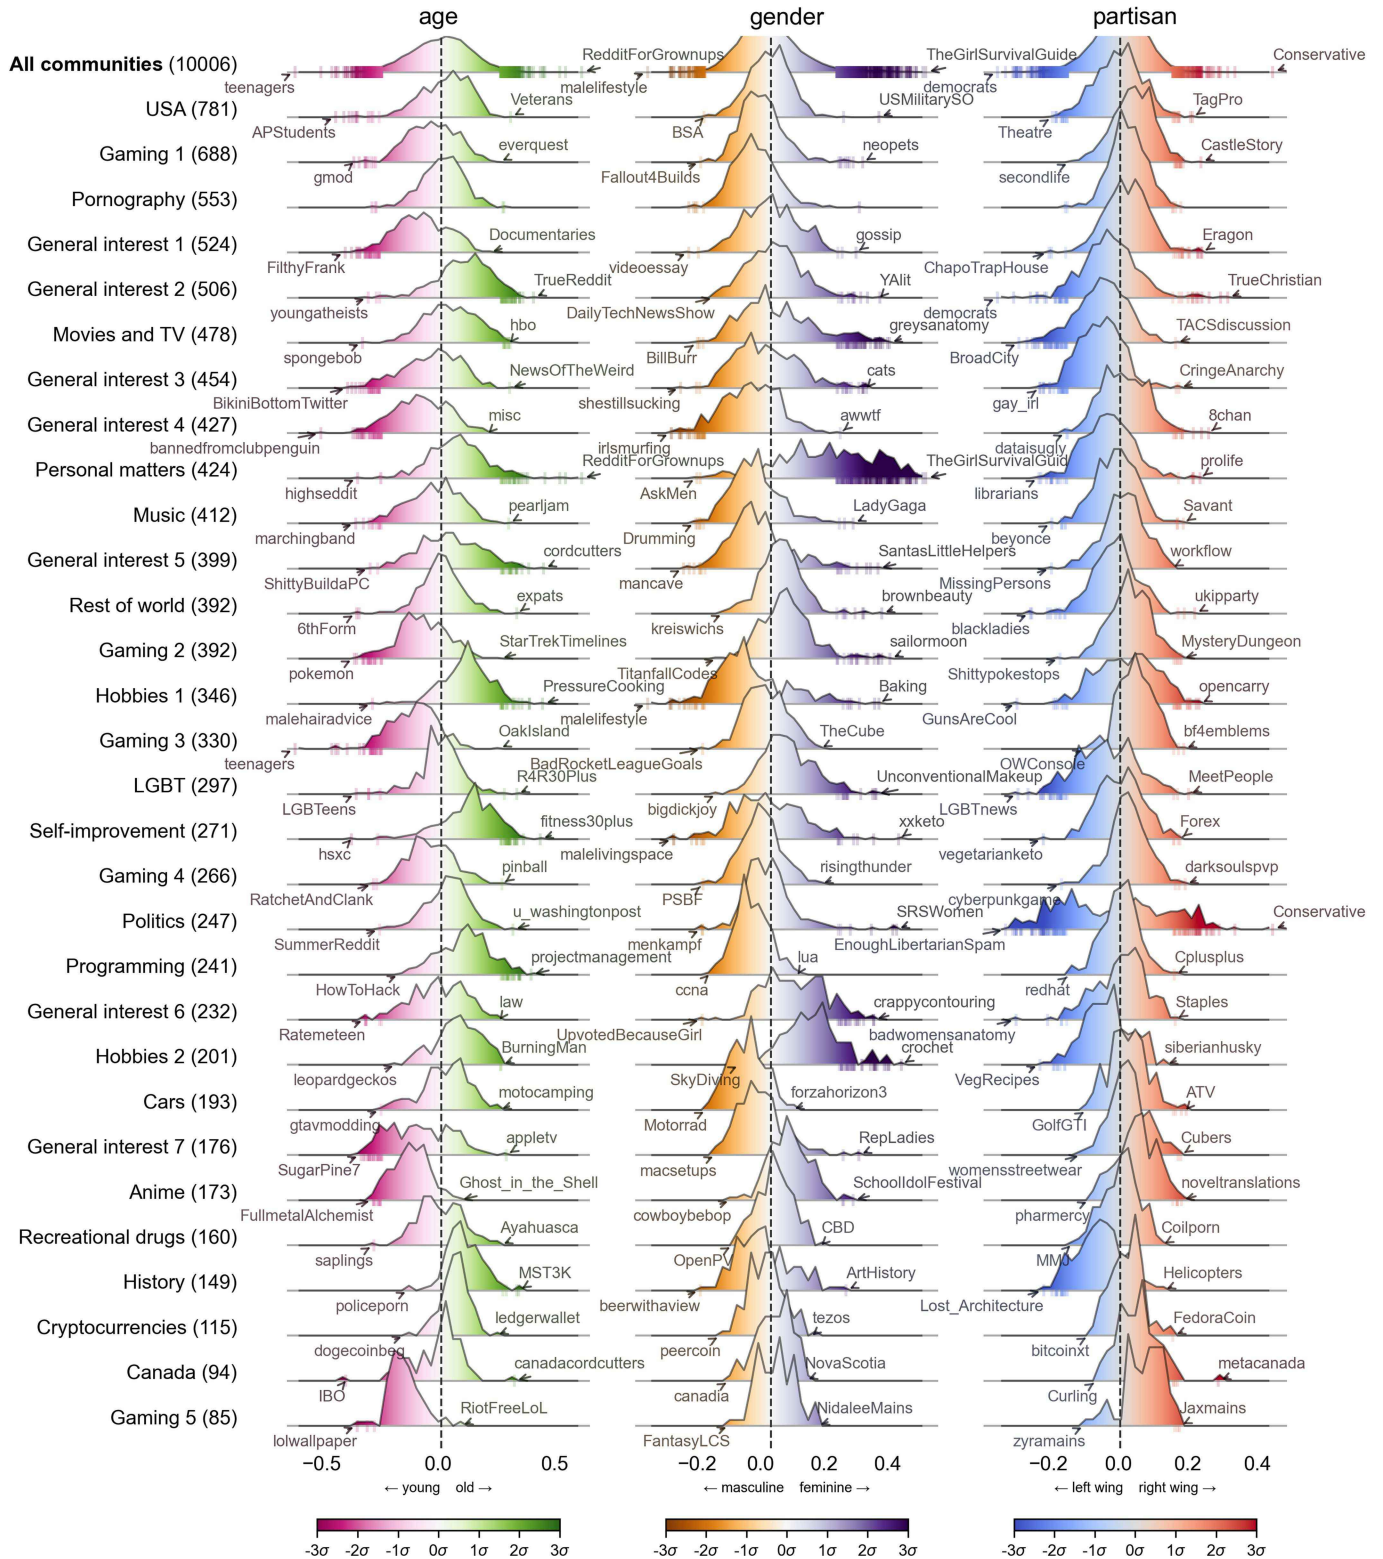 age gender partisan
All communities (10006) teenagers RedditForGrownups malelifestyle TheGirlSurvivalGuide democrats Conservative
USA (781) APStudents Veterans BSA USMilitarySO Theatre TagPro
Gaming 1 (688) gmod everquest Fallout4Builds neopets secondlife CastleStory
Pornography (553)
General interest 1 (524) FilthyFrank Documentaries videoessay gossip ChapoTrapHouse Eragon
General interest 2 (506) youngatheists TrueReddit DailyTechNewsShow YAlit democrats TrueChristian
Movies and TV (478) spongebob hbo BillBurr greysanatomy BroadCity TACSdiscussion
General interest 3 (454) BikiniBottomTwitter NewsOfTheWeird shestillsucking cats gay_irl CringeAnarchy
General interest 4 (427) bannedfromclubpenguin misc irlsmurfing awwtf dataisugly 8chan
Personal matters (424) highseddit RedditForGrownups AskMen TheGirlSurvivalGuid librarians prolife
Music (412) marchingband pearljam Drumming LadyGaga beyonce Savant
General interest 5 (399) ShittyBuildaPC cordcutters mancave SantasLittleHelpers MissingPersons workflow
Rest of world (392) 6thForm expats kreiswichs brownbeauty blackladies ukipparty
Gaming 2 (392) pokemon StarTrekTimelines TitanfallCodes sailormoon Shittypokestops MysteryDungeon
Hobbies 1 (346) malehairadvice PressureCooking malelifestyle Baking GunsAreCool opencarry
Gaming 3 (330) teenagers OakIsland BadRocketLeagueGoals TheCube OWConsole bf4emblems
LGBT (297) LGBTeens R4R30Plus bigdickjoy UnconventionalMakeup LGBTnews MeetPeople
Self-improvement (271) hsxc fitness30plus malelivingspace xxketo vegetarianketo Forex
Gaming 4 (266) RatchetAndClank pinball PSBF risingthunder cyberpunkgame darksoulspvp
Politics (247) SummerReddit u_washingtonpost menkampf SRSWomen EnoughLibertarianSpam Conservative
Programming (241) HowToHack projectmanagement ccna lua redhat Cplusplus
General interest 6 (232) Ratemeteen law UpvotedBecauseGirl crappycontouring badwomensanatomy Staples
Hobbies 2 (201) leopardgeckos BurningMan SkyDiving crochet VegRecipes siberianhusky
Cars (193) gtavmodding motocamping Motorrad forzahorizon3 GolfGTI ATV
General interest 7 (176) SugarPine7 appletv macsetups RepLadies womensstreetwear Cubers
Anime (173) FullmetalAlchemist Ghost_in_the_Shell cowboybebop SchoolIdolFestival pharmercy noveltranslations
Recreational drugs (160) saplings Ayahuasca OpenPV CBD MMJ Coilporn
History (149) policeporn MST3K beerwithaview ArtHistory Lost_Architecture Helicopters
Cryptocurrencies (115) dogecoinbeg ledgerwallet peercoin tezos bitcoinxt FedoraCoin
Canada (94) IBO canadacordcutters canadia NovaScotia Curling metacanada
Gaming 5 (85) lolwallpaper RiotFreeLoL FantasyLCS NidaleeMains zyramains Jaxmains
−0.5 0.0 0.5 −0.2 0.0 0.2 0.4 −0.2 0.0 0.2 0.4
← young old → ← masculine feminine → ← left wing right wing →
-3σ -2σ -1σ 0σ 1σ 2σ 3σ -3σ -2σ -1σ 0σ 1σ 2σ 3σ -3σ -2σ -1σ 0σ 1σ 2σ 3σ